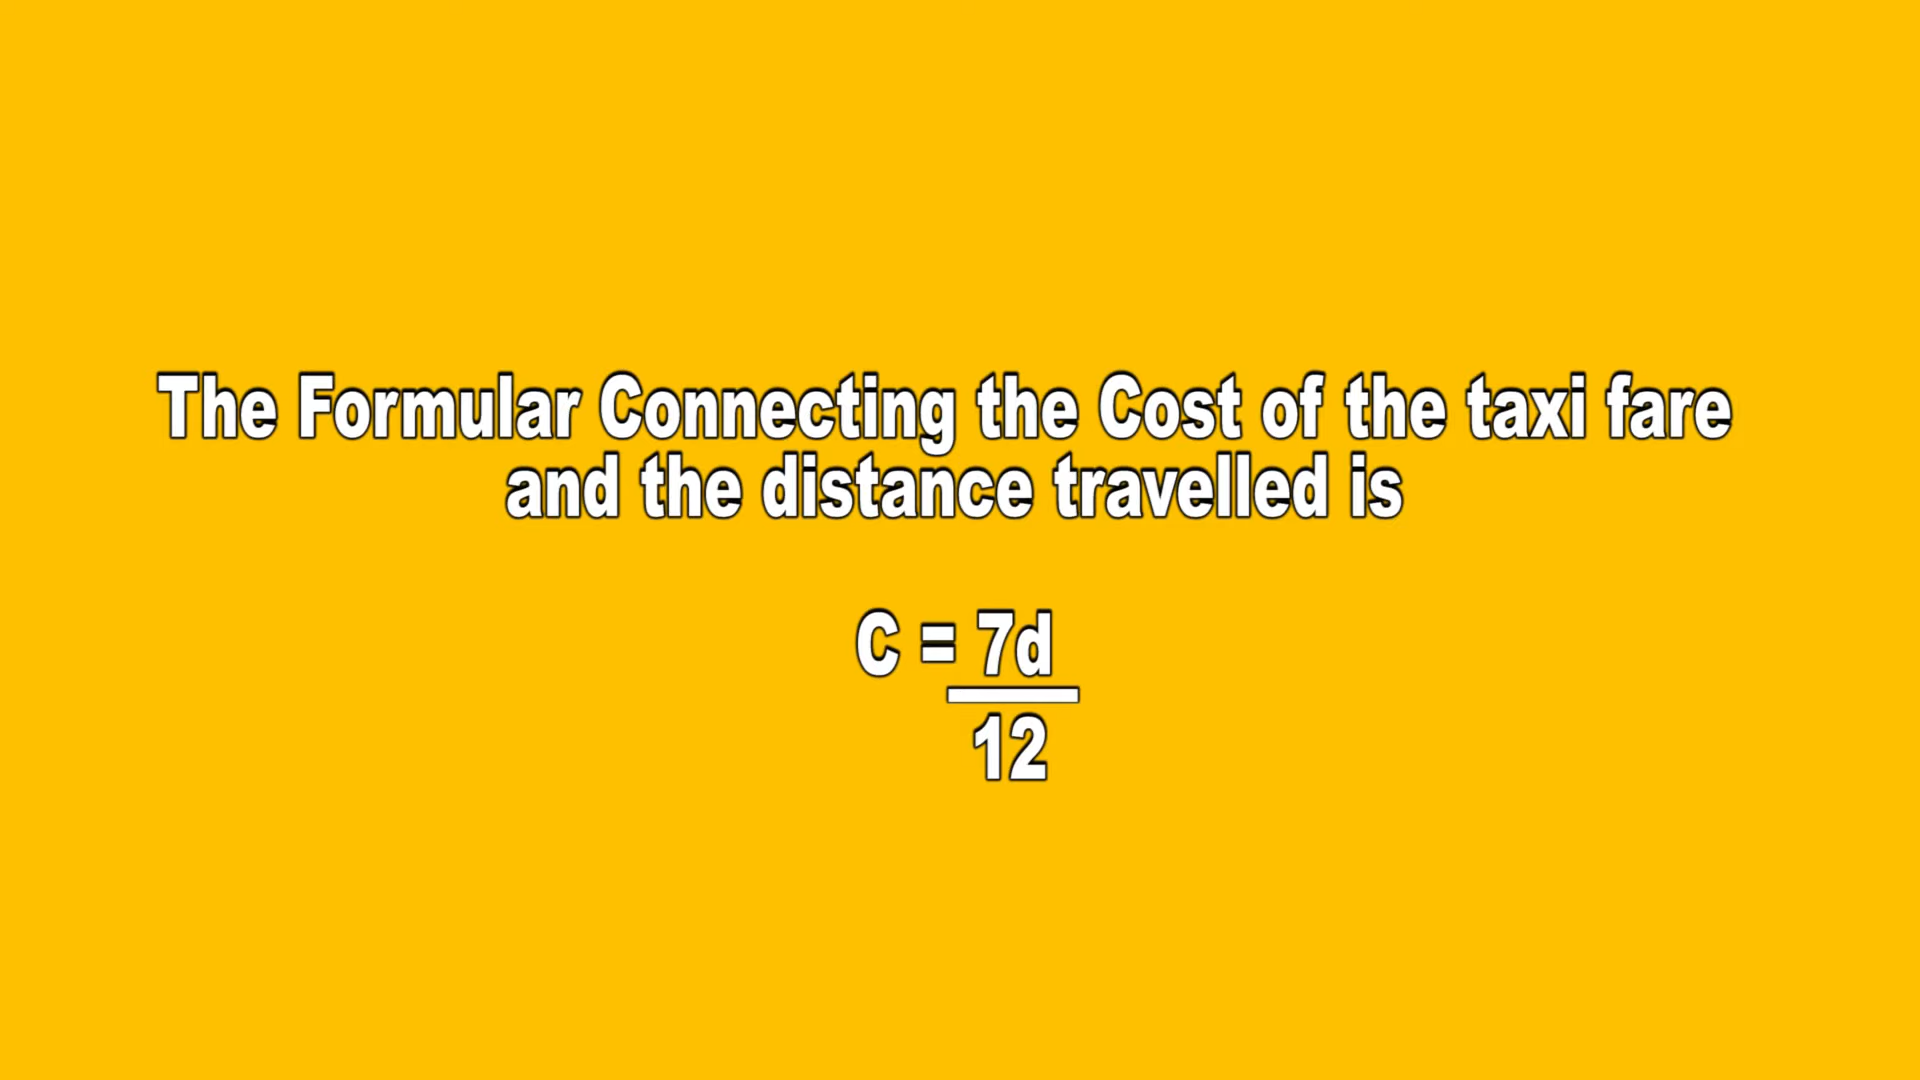 The Formular Connecting the Cost of the taxi fare
and the distance travelled is
C = 7d
12